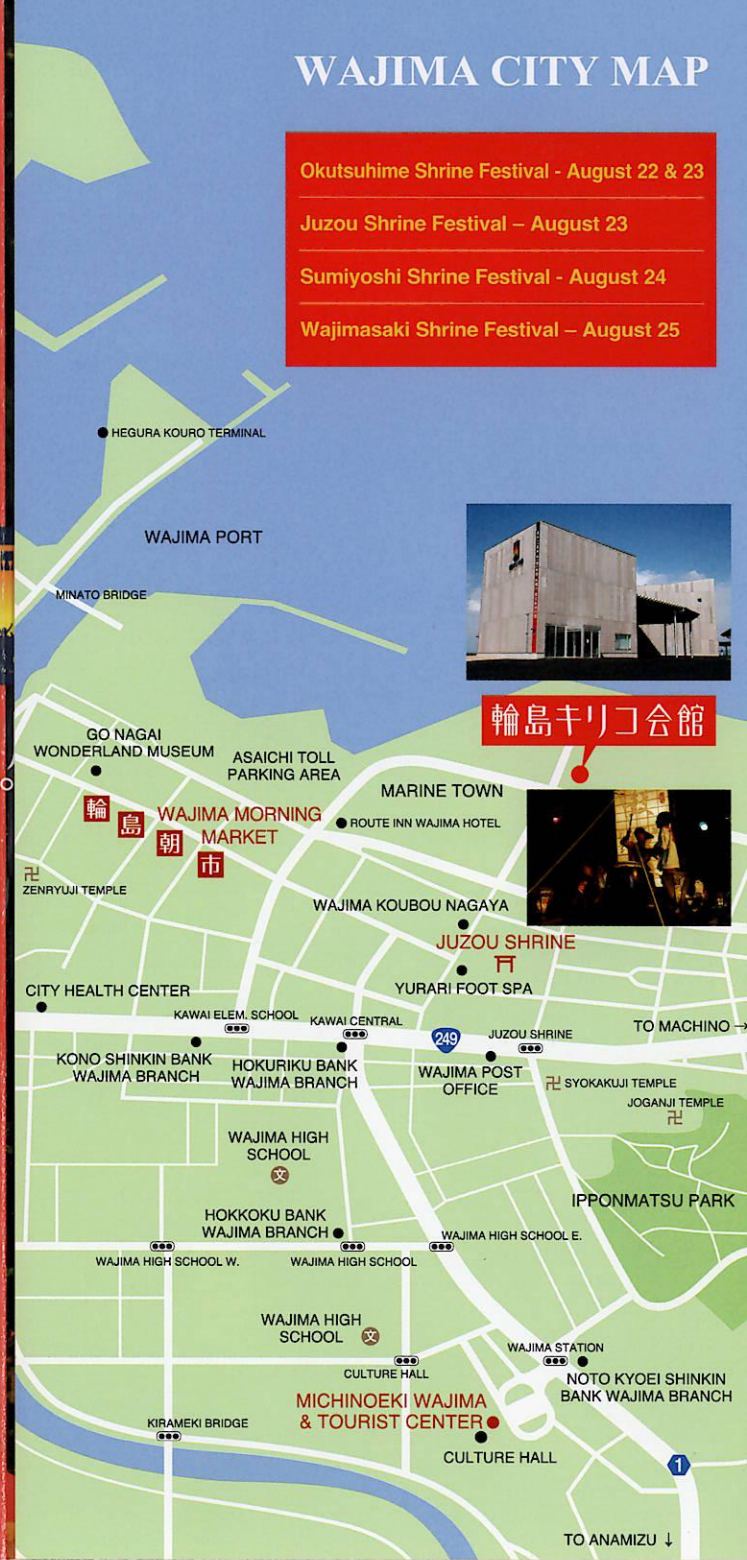 WAJIMA CITY MAP
Okutsuhime Shrine Festival - August 22 & 23
Juzou Shrine Festival – August 23
Sumiyoshi Shrine Festival - August 24
Wajimasaki Shrine Festival – August 25
HEGURA KOURO TERMINAL
WAJIMA PORT
MINATO BRIDGE
輪島キリコ会館
GO NAGAI
WONDERLAND MUSEUM
ASAICHI TOLL
PARKING AREA
MARINE TOWN
輪
島
朝
市
WAJIMA MORNING
MARKET
ROUTE INN WAJIMA HOTEL
卍
ZENRYUJI TEMPLE
WAJIMA KOUBOU NAGAYA
JUZOU SHRINE
YURARI FOOT SPA
CITY HEALTH CENTER
KAWAI ELEM. SCHOOL
KAWAI CENTRAL
249
JUZOU SHRINE
TO MACHINO →
KONO SHINKIN BANK
WAJIMA BRANCH
HOKURIKU BANK
WAJIMA BRANCH
WAJIMA POST
OFFICE
卍 SYOKAKUJI TEMPLE
JOGANJI TEMPLE
卍
WAJIMA HIGH
SCHOOL
文
IPPONMATSU PARK
HOKKOKU BANK
WAJIMA BRANCH
WAJIMA HIGH SCHOOL E.
WAJIMA HIGH SCHOOL W.
WAJIMA HIGH SCHOOL
WAJIMA HIGH
SCHOOL
文
WAJIMA STATION
CULTURE HALL
NOTO KYOEI SHINKIN
BANK WAJIMA BRANCH
MICHINOEKI WAJIMA
& TOURIST CENTER
KIRAMEKI BRIDGE
CULTURE HALL
1
TO ANAMIZU ↓